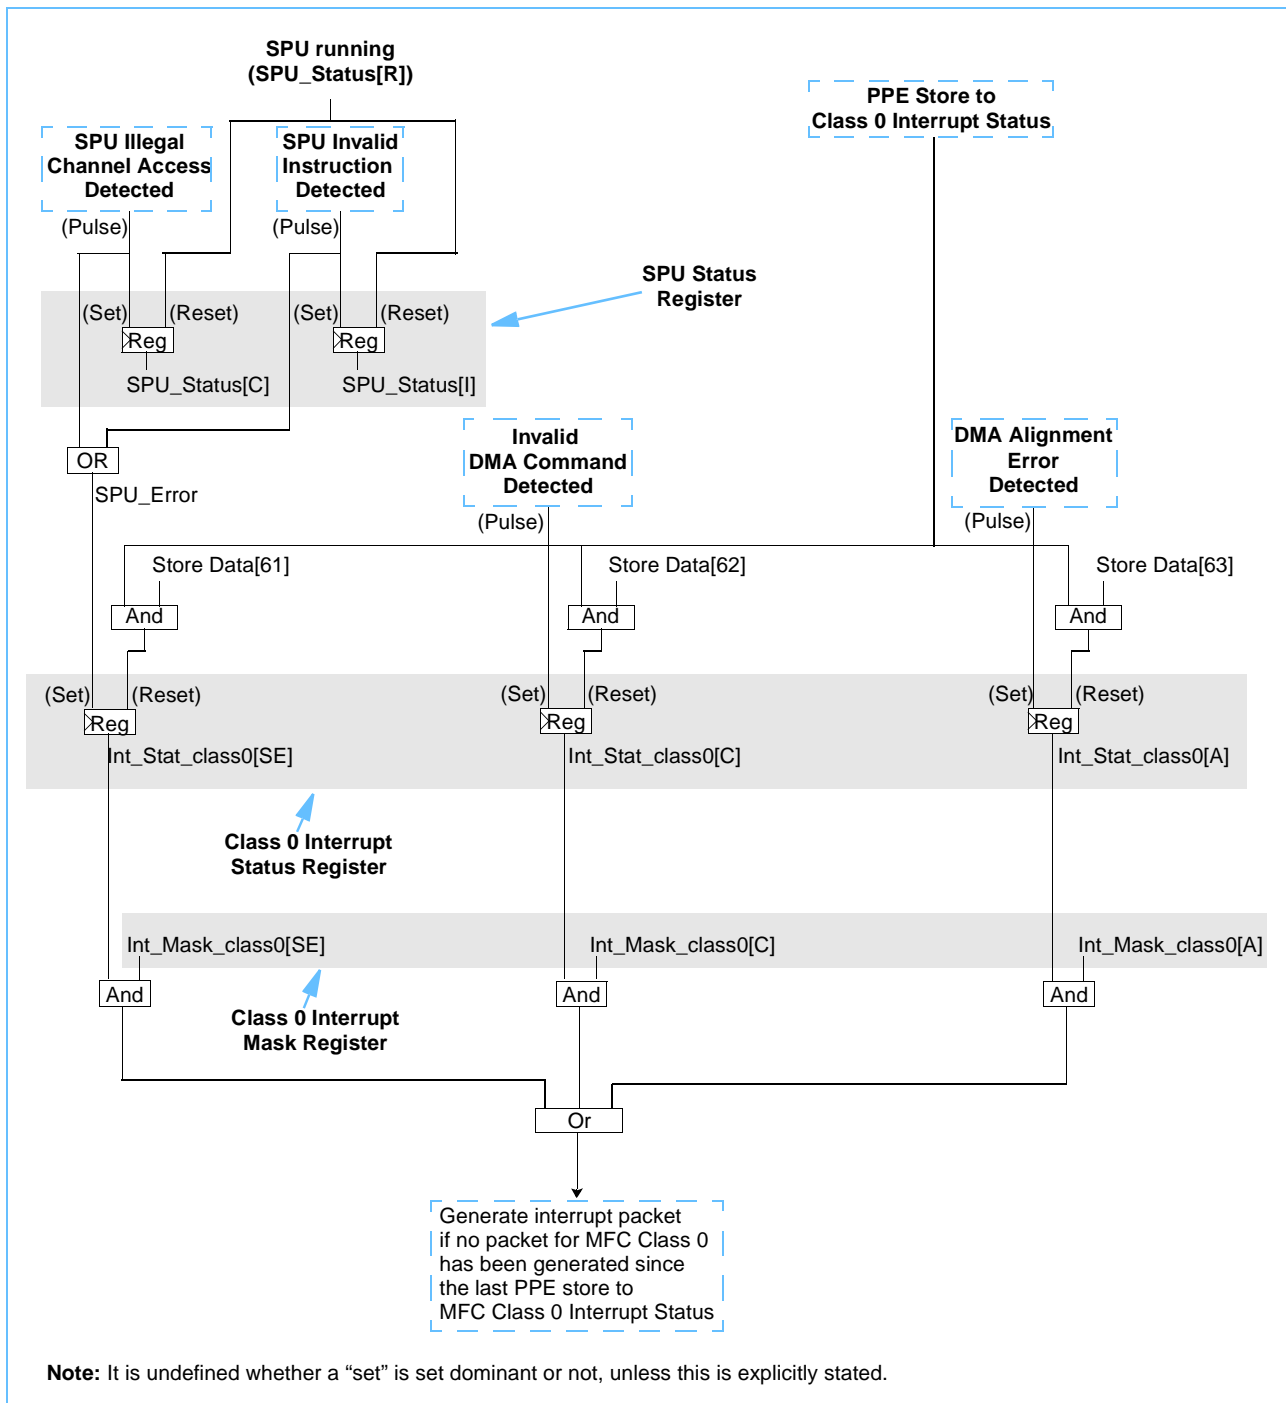 SPU running
(SPU_Status[R])
PPE Store to
Class 0 Interrupt Status
SPU Illegal
Channel Access
Detected
SPU Invalid
Instruction
Detected
(Pulse)
(Pulse)
SPU Status
Register
(Set)
(Reset)
(Set)
(Reset)
Reg
Reg
SPU_Status[C]
SPU_Status[I]
OR
SPU_Error
Invalid
DMA Command
Detected
DMA Alignment
Error
Detected
(Pulse)
(Pulse)
Store Data[61]
Store Data[62]
Store Data[63]
And
And
And
(Set)
(Reset)
(Set)
(Reset)
(Set)
(Reset)
Reg
Reg
Reg
Int_Stat_class0[SE]
Int_Stat_class0[C]
Int_Stat_class0[A]
Class 0 Interrupt
Status Register
Int_Mask_class0[SE]
Int_Mask_class0[C]
Int_Mask_class0[A]
And
And
And
Class 0 Interrupt
Mask Register
Or
Generate interrupt packet
if no packet for MFC Class 0
has been generated since
the last PPE store to
MFC Class 0 Interrupt Status
Note: It is undefined whether a “set” is set dominant or not, unless this is explicitly stated.